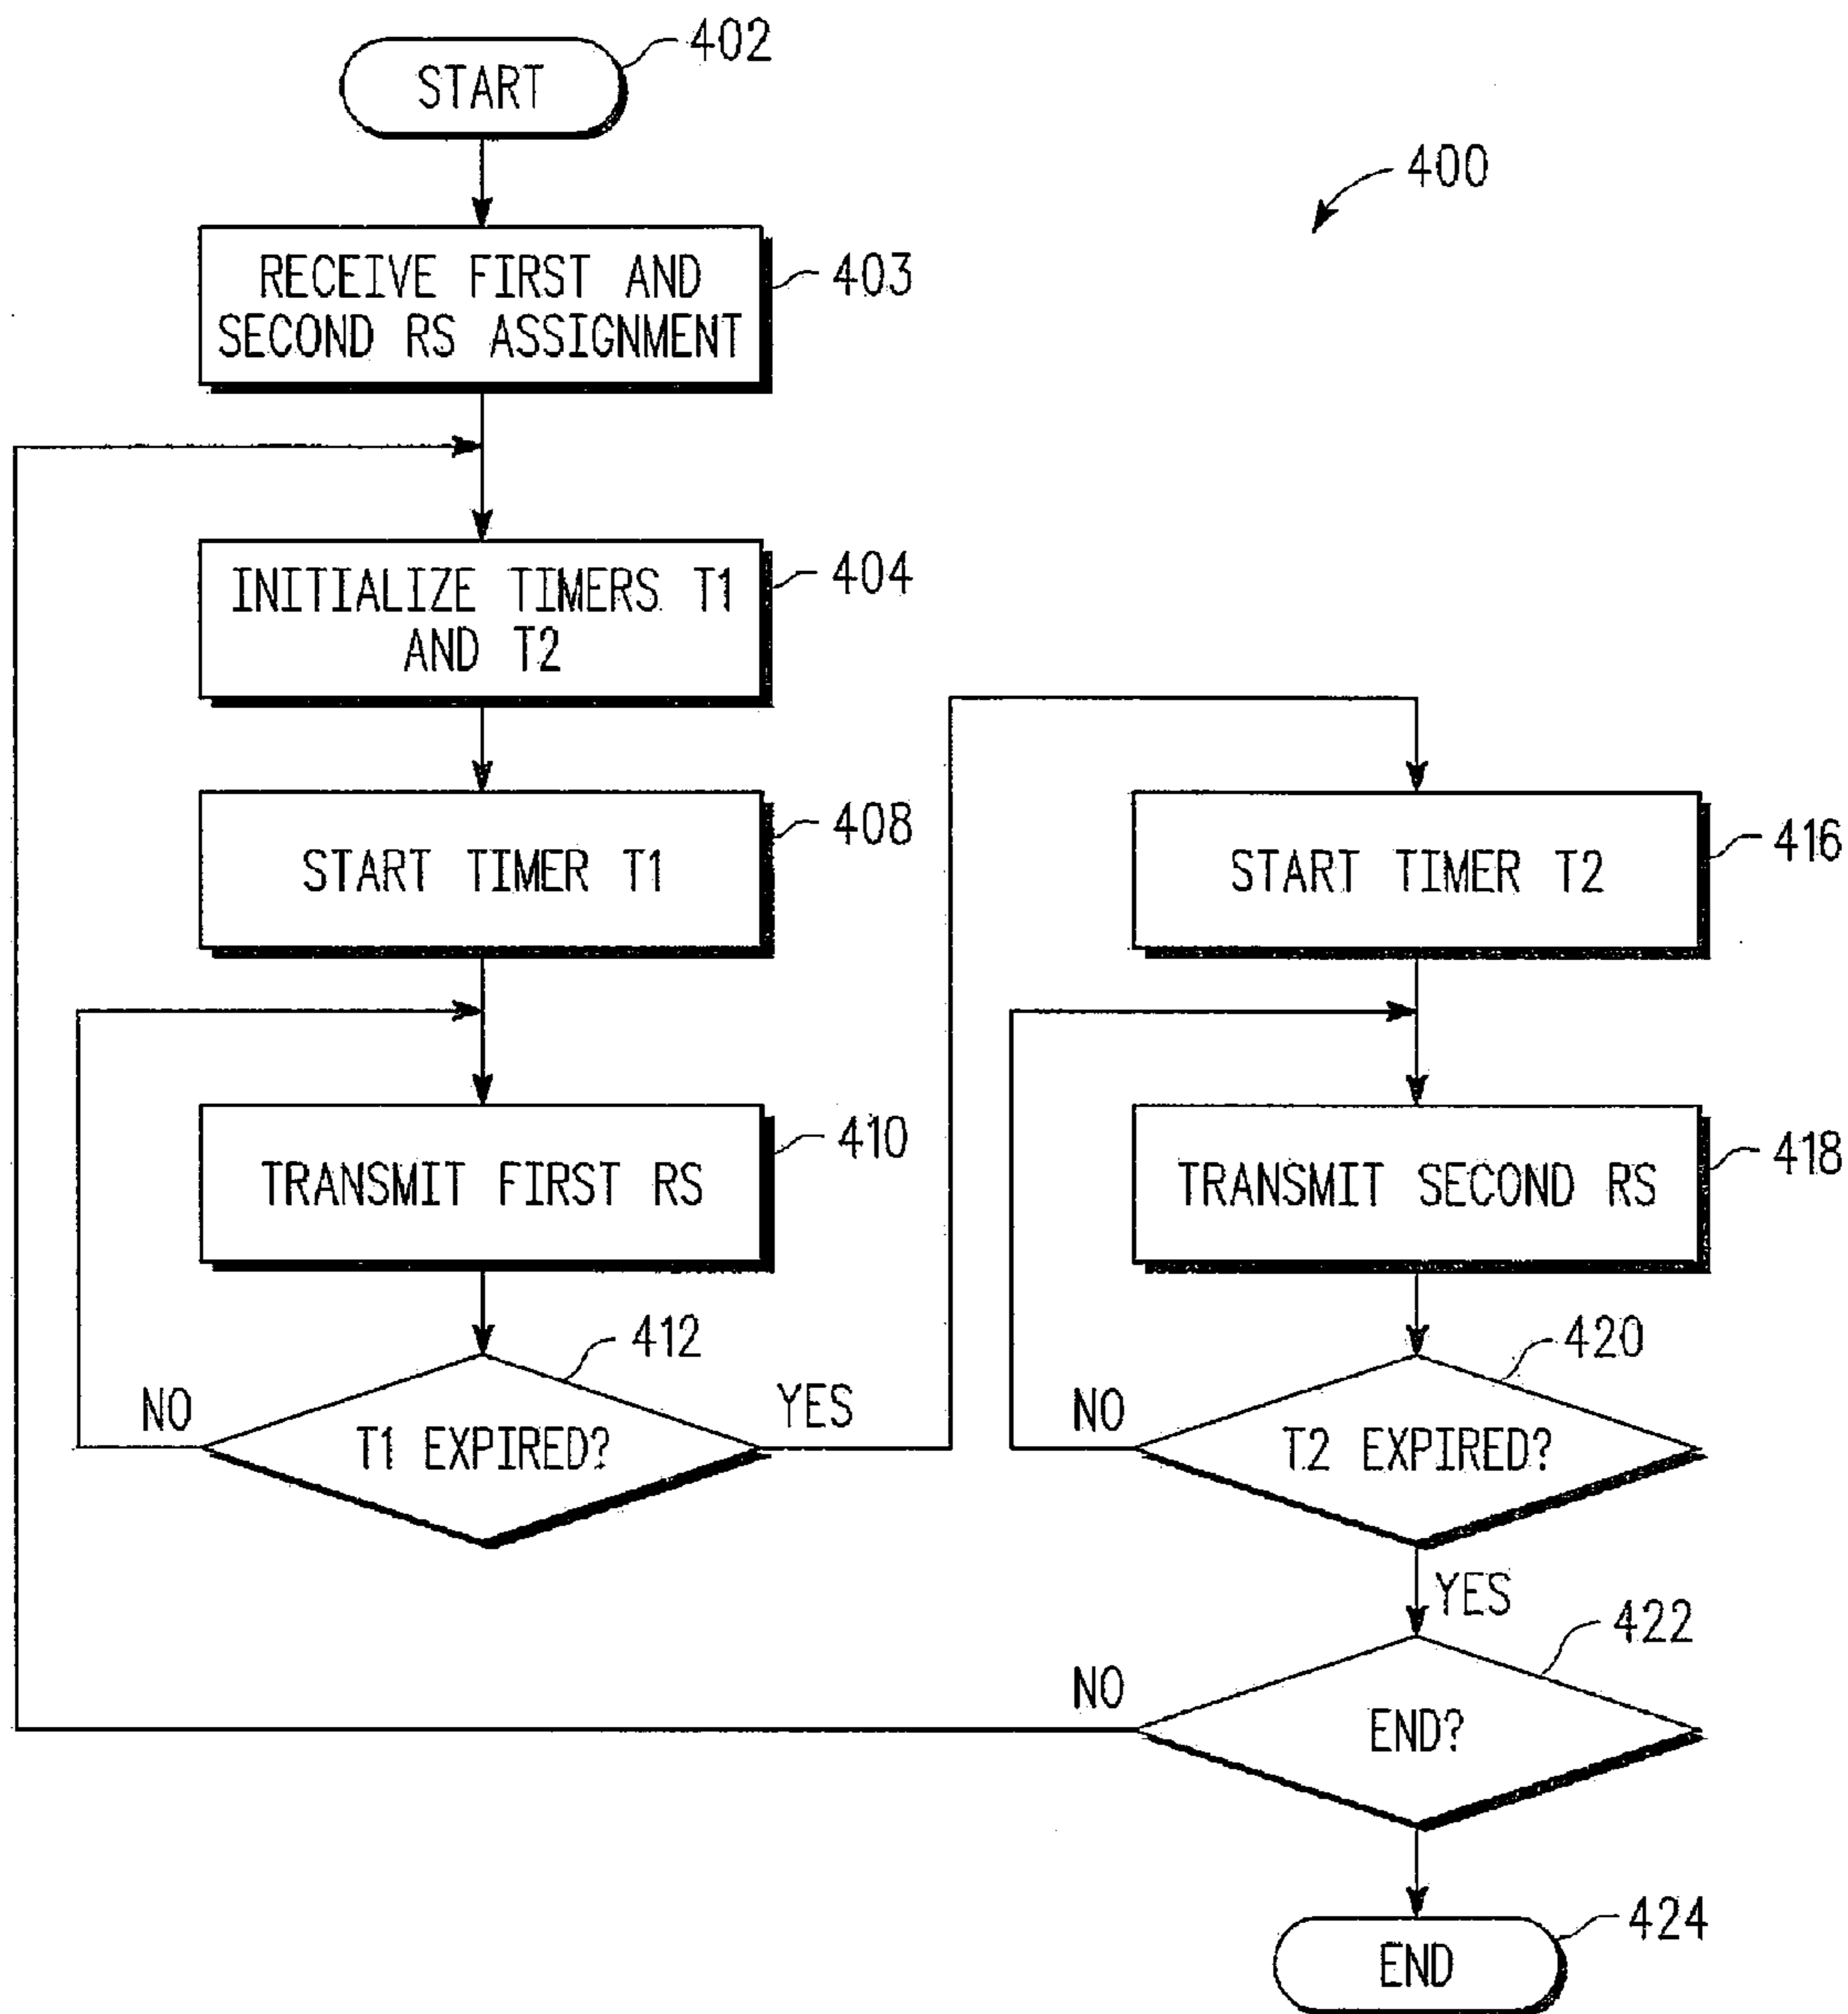 START
402
400
RECEIVE FIRST AND
SECOND RS ASSIGNMENT
403
INITIALIZE TIMERS T1
AND T2
404
START TIMER T1
408
TRANSMIT FIRST RS
410
T1 EXPIRED?
412
NO
YES
START TIMER T2
416
TRANSMIT SECOND RS
418
T2 EXPIRED?
420
NO
YES
END?
422
NO
END
424